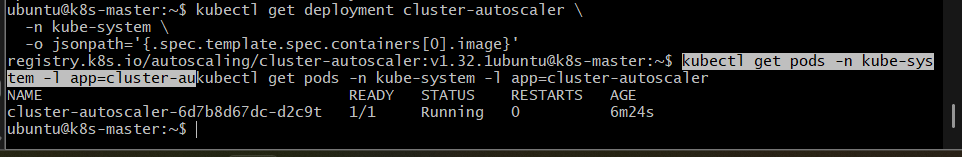 ubuntu@k8s-master:~$ kubectl get deployment cluster-autoscaler \
  -n kube-system \
  -o jsonpath='{.spec.template.spec.containers[0].image}'
registry.k8s.io/autoscaling/cluster-autoscaler:v1.32.1ubuntu@k8s-master:~$ kubectl get pods -n kube-sys
tem -l app=cluster-aukubectl get pods -n kube-system -l app=cluster-autoscaler
NAME                                  READY   STATUS    RESTARTS   AGE
cluster-autoscaler-6d7b8d67dc-d2c9t   1/1     Running   0          6m24s
ubuntu@k8s-master:~$